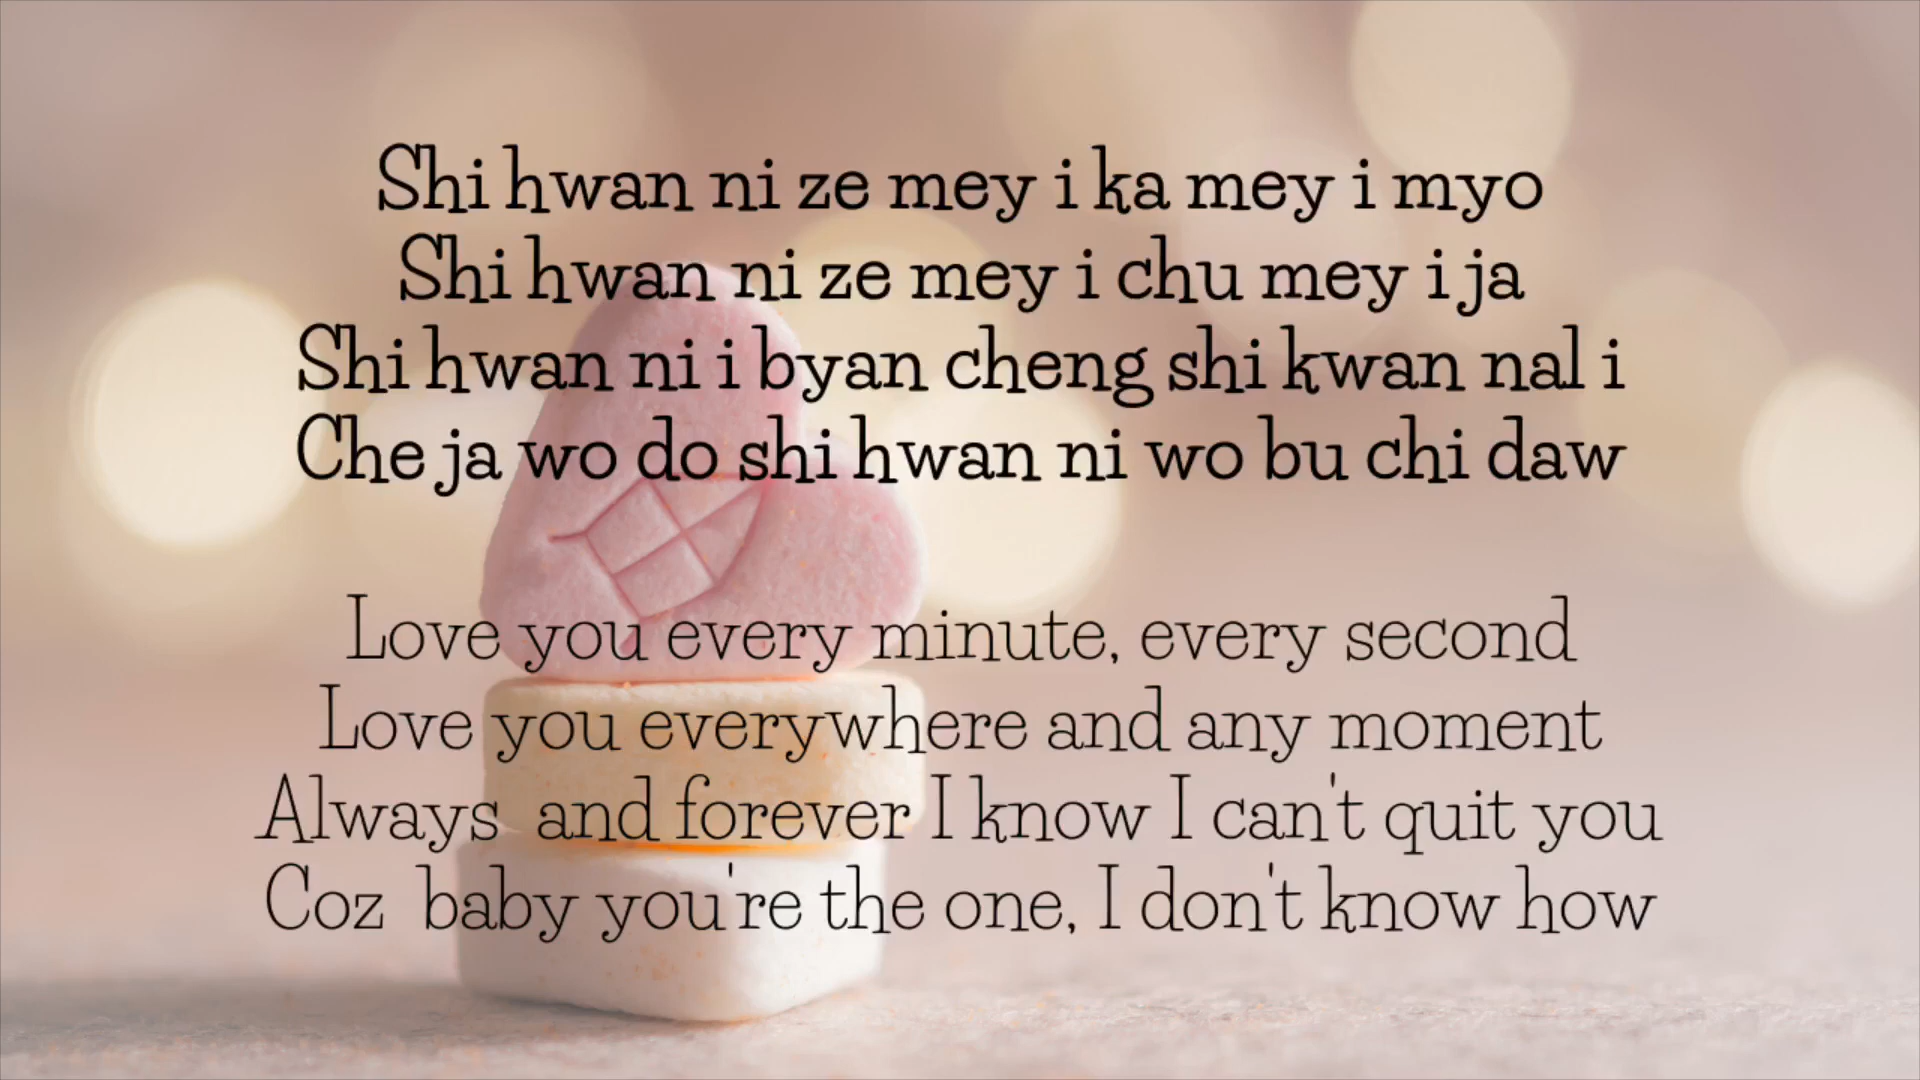 Shi hwan ni ze mey i ka mey i myo
Shi hwan ni ze mey i chu mey i ja
Shi hwan ni i byan cheng shi kwan nal i
Che ja wo do shi hwan ni wo bu chi daw
Love you every minute, every second
Love you everywhere and any moment
Always  and forever I know I can't quit you
Coz  baby you're the one, I don't know how